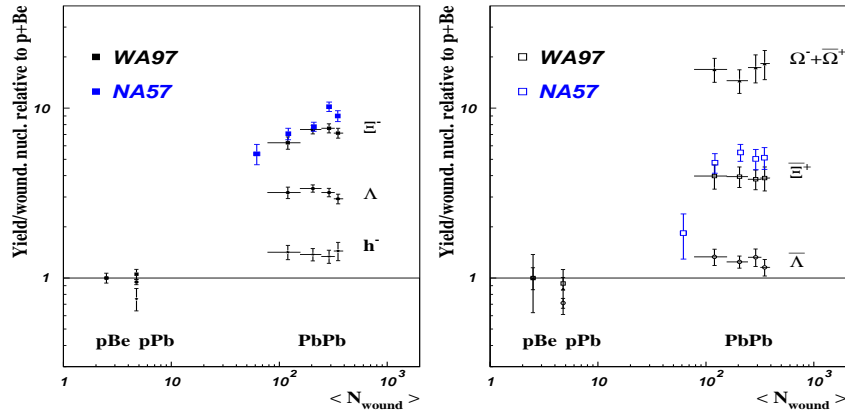 Yield/wound. nucl. relative to p+Be
WA97
NA57
Ξ⁻
Λ
h⁻
10
1
pBe pPb
PbPb
1
10
10²
10³
< N_wound >
Yield/wound. nucl. relative to p+Be
WA97
NA57
Ω⁻+Ω̅⁺
Ξ̅⁺
Λ̅
10
1
pBe pPb
PbPb
1
10
10²
10³
< N_wound >